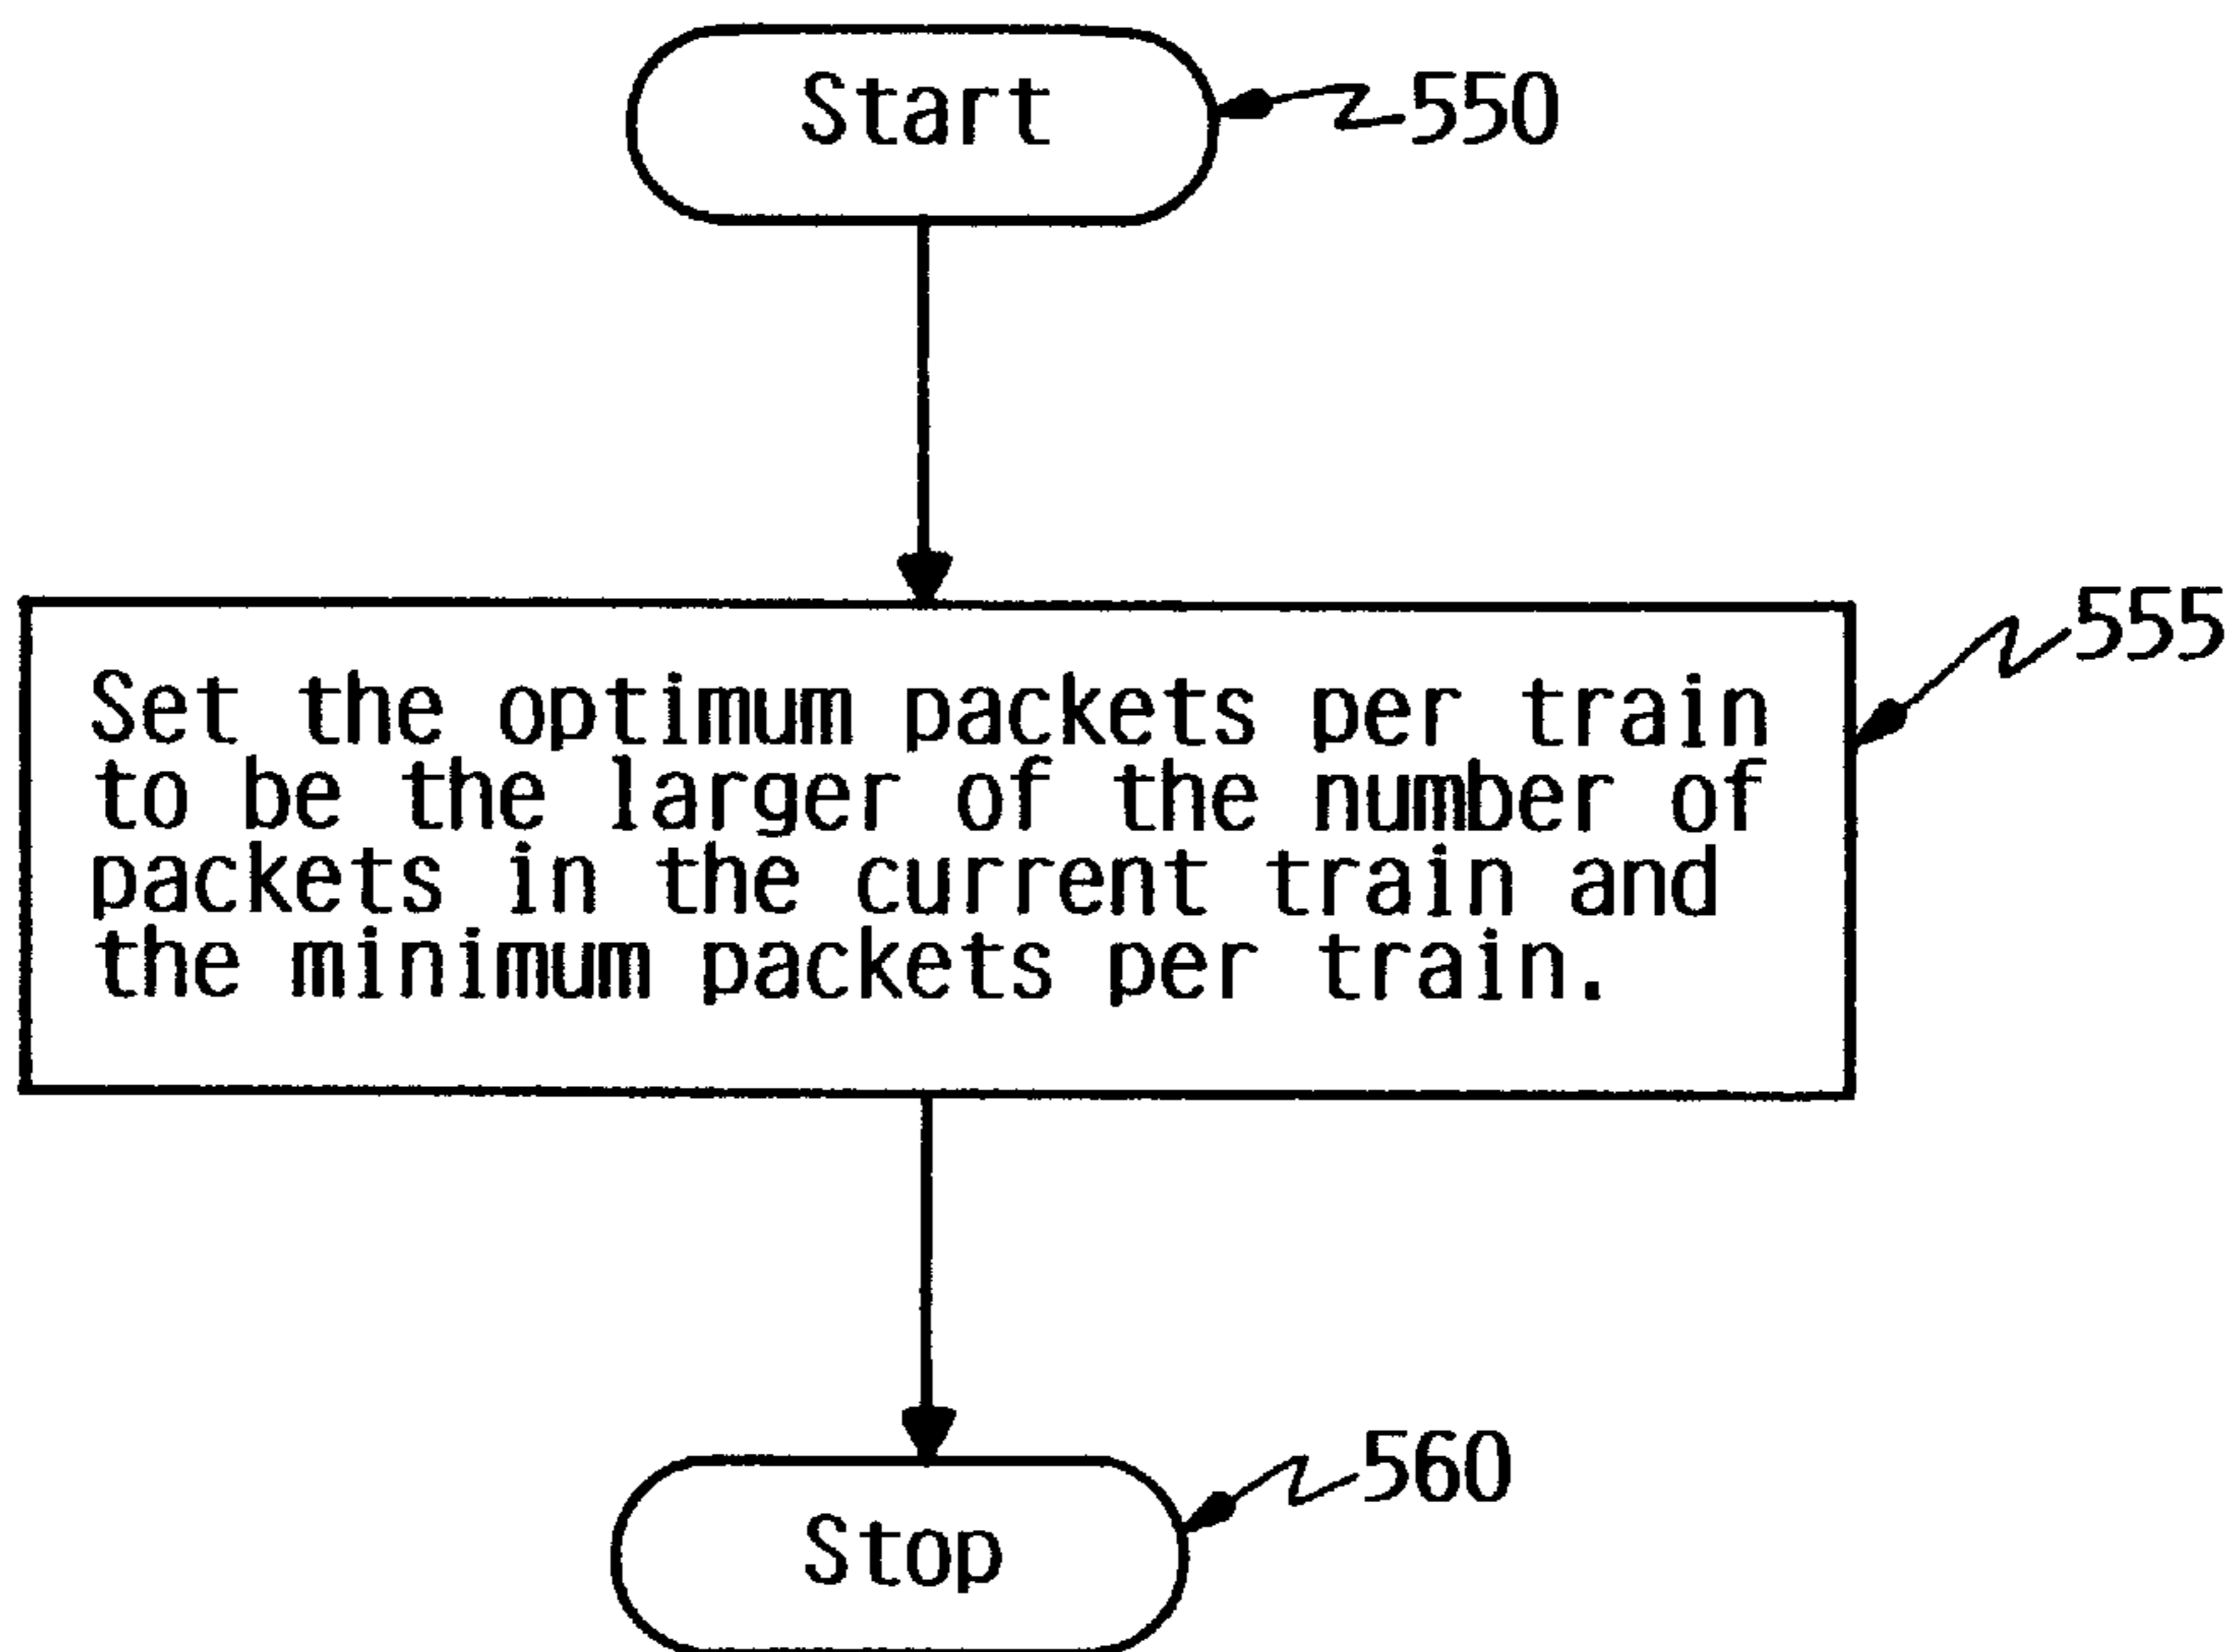 Start
550
555
Set the optimum packets per train
to be the larger of the number of
packets in the current train and
the minimum packets per train.
560
Stop